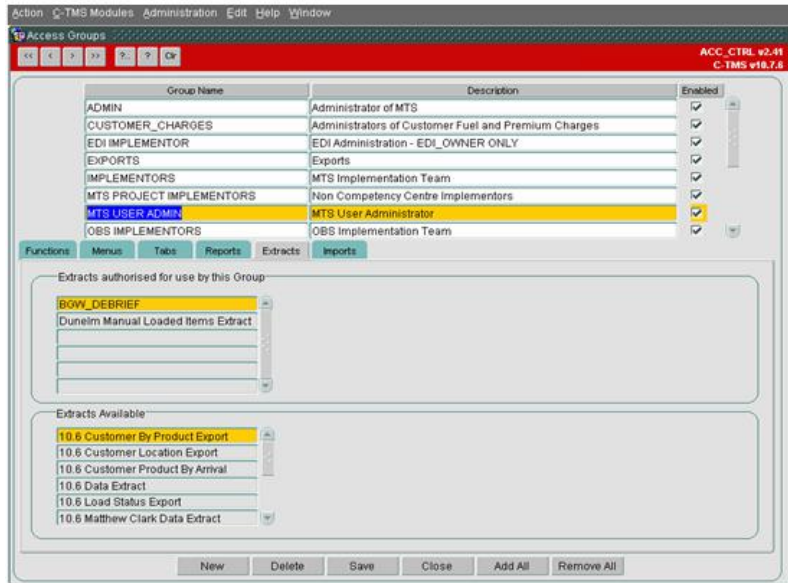 Action C-TMS Modules Administration Edit Help Window
Access Groups
<< < > >> ?.. ? Clr
ACC_CTRL v2.41
C-TMS v10.7.6
Group Name Description Enabled
ADMIN Administrator of MTS
CUSTOMER_CHARGES Administrators of Customer Fuel and Premium Charges
EDI IMPLEMENTOR EDI Administration - EDI_OWNER ONLY
EXPORTS Exports
IMPLEMENTORS MTS Implementation Team
MTS PROJECT IMPLEMENTORS Non Competency Centre Implementors
MTS USER ADMIN MTS User Administrator
OBS IMPLEMENTORS OBS Implementation Team
Functions Menus Tabs Reports Extracts Imports
Extracts authorised for use by this Group
BGW_DEBRIEF
Dunelm Manual Loaded Items Extract
Extracts Available
10.6 Customer By Product Export
10.6 Customer Location Export
10.6 Customer Product By Arrival
10.6 Data Extract
10.6 Load Status Export
10.6 Matthew Clark Data Extract
New Delete Save Close Add All Remove All